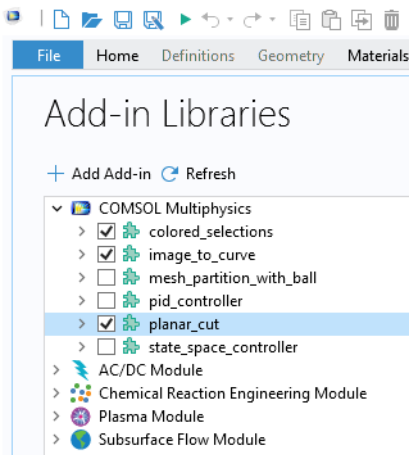 File Home Definitions Geometry Materials
Add-in Libraries
Add Add-in Refresh
COMSOL Multiphysics
colored_selections
image_to_curve
mesh_partition_with_ball
pid_controller
planar_cut
state_space_controller
AC/DC Module
Chemical Reaction Engineering Module
Plasma Module
Subsurface Flow Module